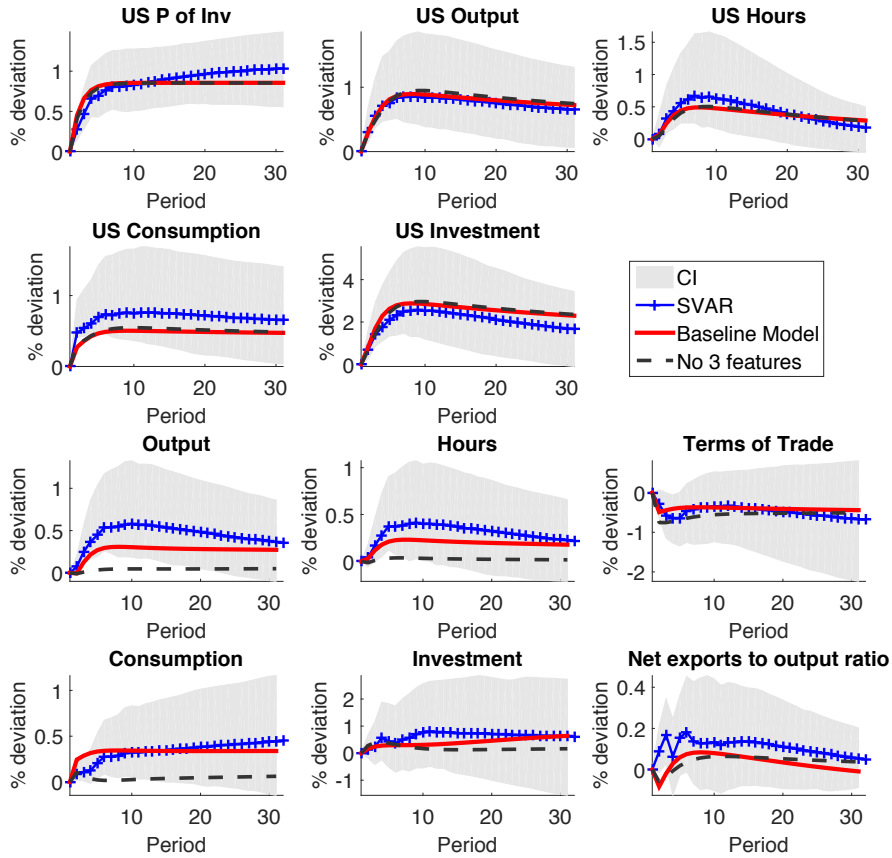 US P of Inv
US Output
US Hours
% deviation
1
0.5
0
10 20 30
Period
% deviation
1
0
10 20 30
Period
% deviation
1.5
1
0.5
0
10 20 30
Period
US Consumption
US Investment
% deviation
1
0
10 20 30
Period
% deviation
4
2
0
10 20 30
Period
CI
SVAR
Baseline Model
No 3 features
Output
Hours
Terms of Trade
% deviation
1
0.5
0
10 20 30
Period
% deviation
1
0.5
0
10 20 30
Period
% deviation
0
-1
-2
10 20 30
Period
Consumption
Investment
Net exports to output ratio
% deviation
1
0.5
0
10 20 30
Period
% deviation
2
1
0
-1
10 20 30
Period
% deviation
0.4
0.2
0
10 20 30
Period